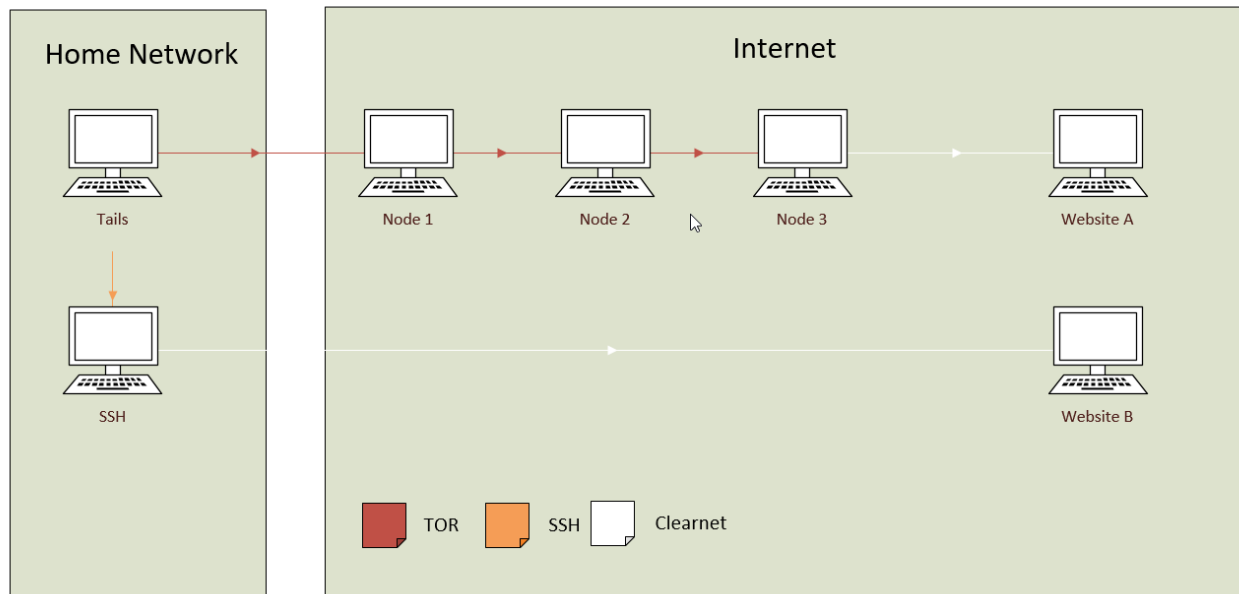 Home Network
Internet
Tails
Node 1
Node 2
Node 3
Website A
SSH
Website B
TOR
SSH
Clearnet